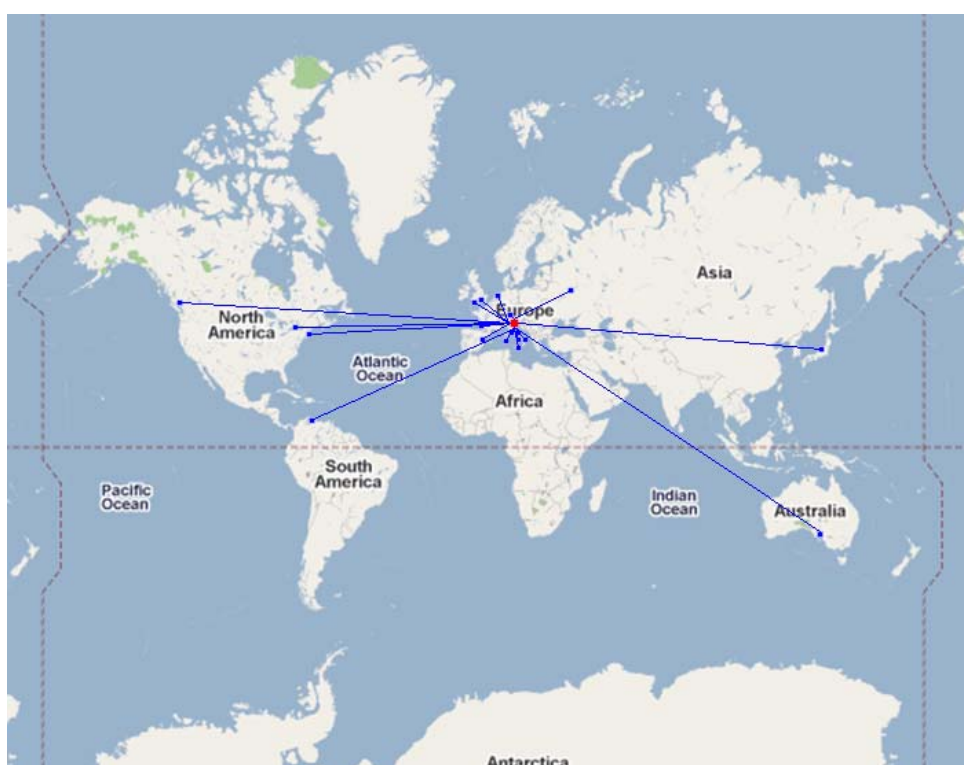 Asia
Europe
North
America
Atlantic
Ocean
Africa
South
America
Pacific
Ocean
Indian
Ocean
Australia
Antarctica